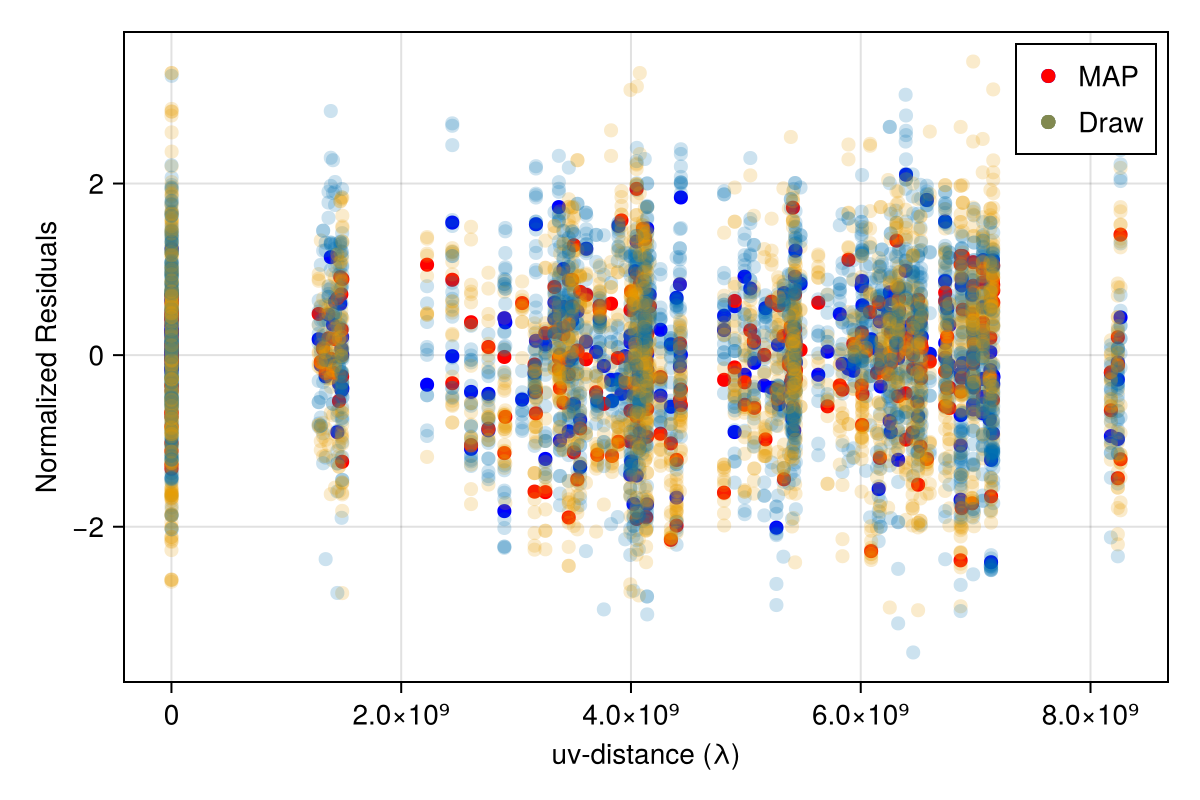 MAP
Draw
Normalized Residuals
2
0
−2
0
2.0×10⁹
4.0×10⁹
6.0×10⁹
8.0×10⁹
uv-distance (λ)